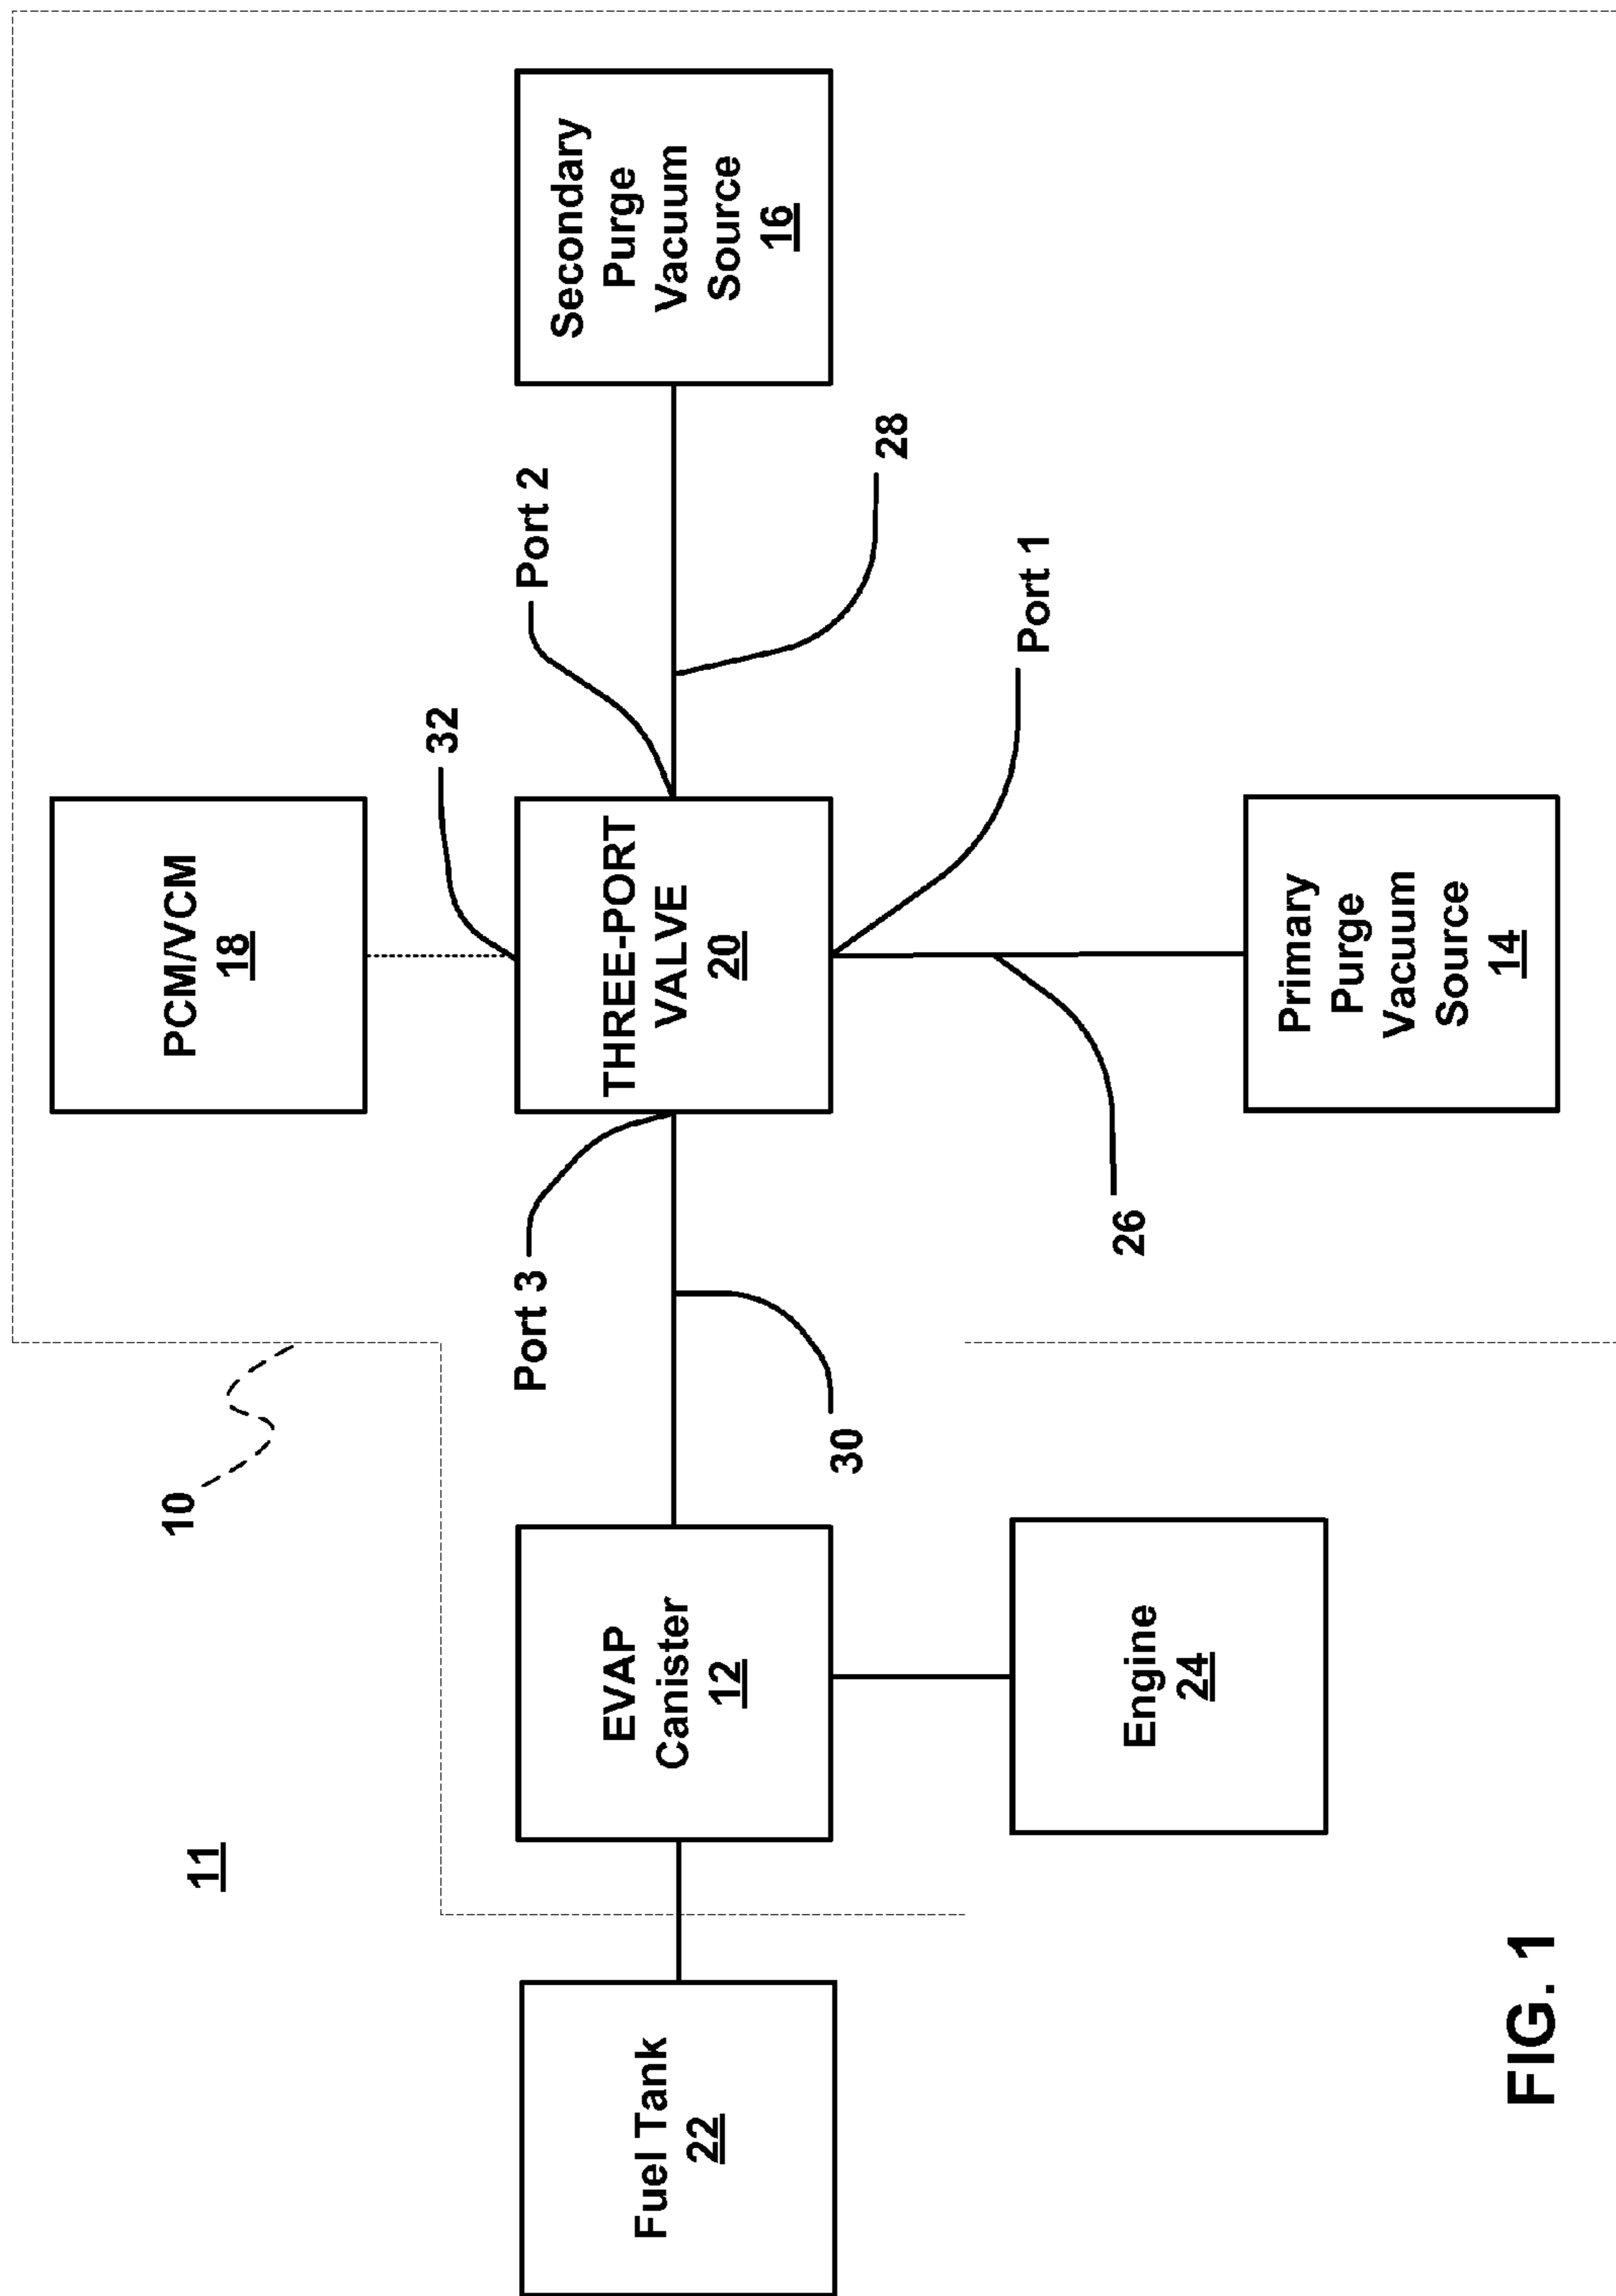 PCM/VCM
18
32
Port 2
Port 3
THREE-PORT
VALVE
20
Secondary
Purge
Vacuum
Source
16
28
Port 1
26
Primary
Purge
Vacuum
Source
14
10
11
30
Fuel Tank
22
EVAP
Canister
12
Engine
24
FIG. 1